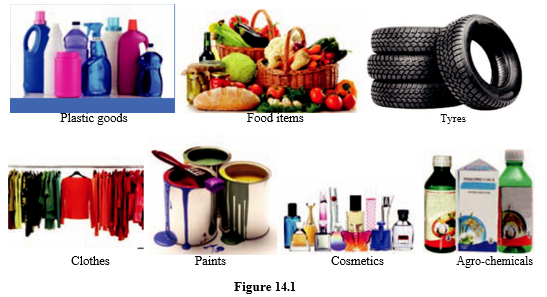 Plastic goods
Food items
Tyres
Clothes
Paints
Cosmetics
Agro-chemicals
Figure 14.1